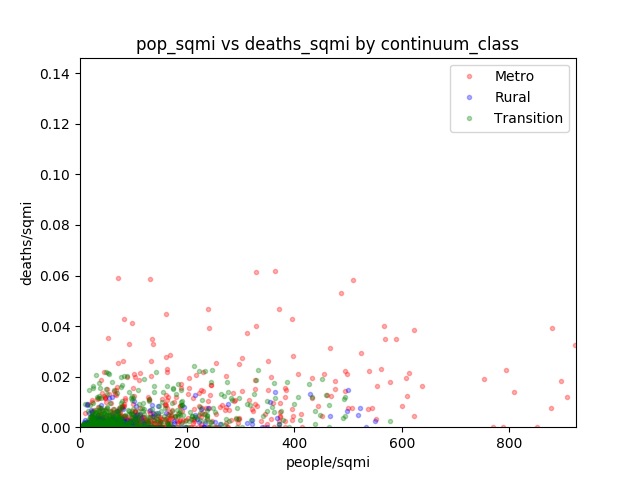 pop_sqmi vs deaths_sqmi by continuum_class
Metro
Rural
Transition
0.14
0.12
0.10
0.08
0.06
0.04
0.02
0.00
deaths/sqmi
0 200 400 600 800
people/sqmi